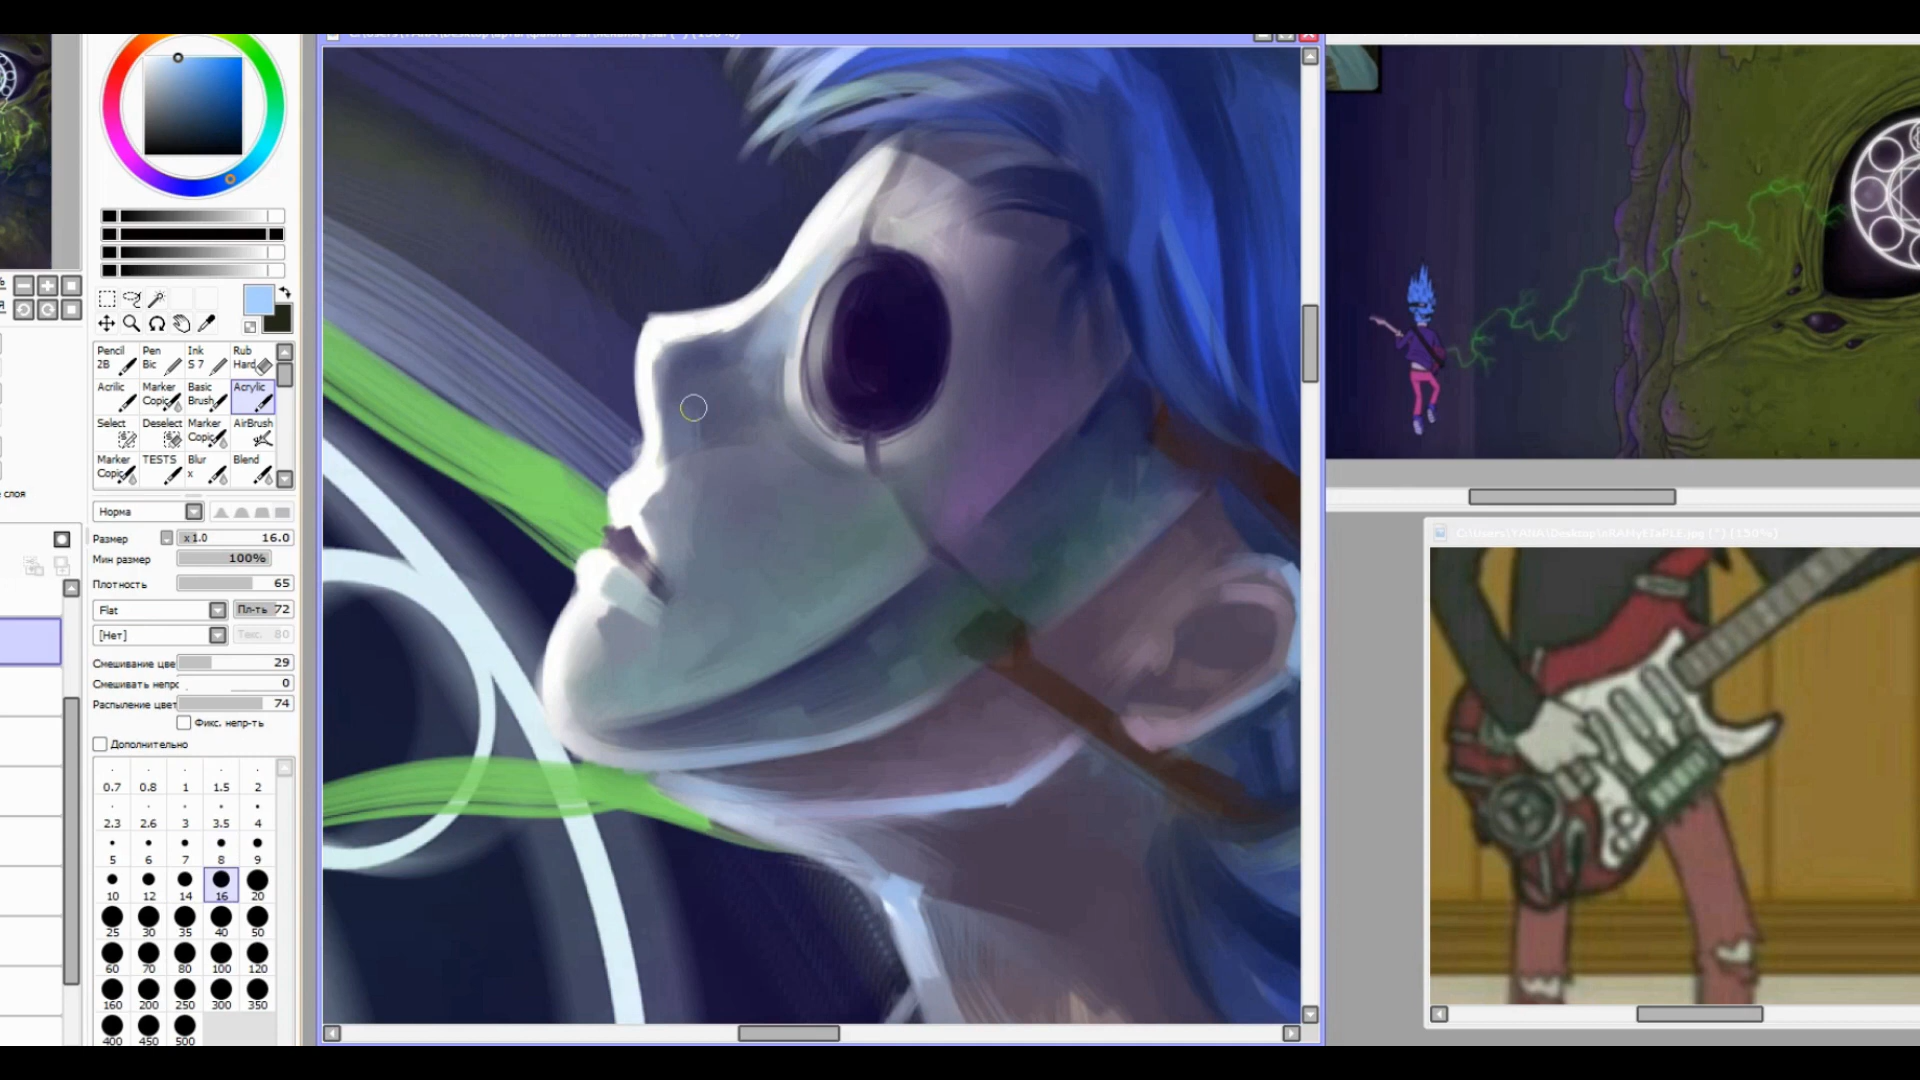 Pencil Pen Ink Rub
2B Bic S 7 Hard
Acrilic Marker Basic Acrylic
Copic Brush
Select Deselect Marker AirBrush
Copic
Marker TESTS Blur Blend
Copic x
слоя
Норма
Размер x 1.0 16.0
Мин размер 100%
Плотность 65
Flat Пл-ть 72
[Нет] Текс. 80
Смешивание цве 29
Смешивать непрс 0
Распыление цвет 74
Фикс. непр-ть
Дополнительно
0.7 0.8 1 1.5 2
2.3 2.6 3 3.5 4
5 6 7 8 9
10 12 14 16 20
25 30 35 40 50
60 70 80 100 120
160 200 250 300 350
400 450 500